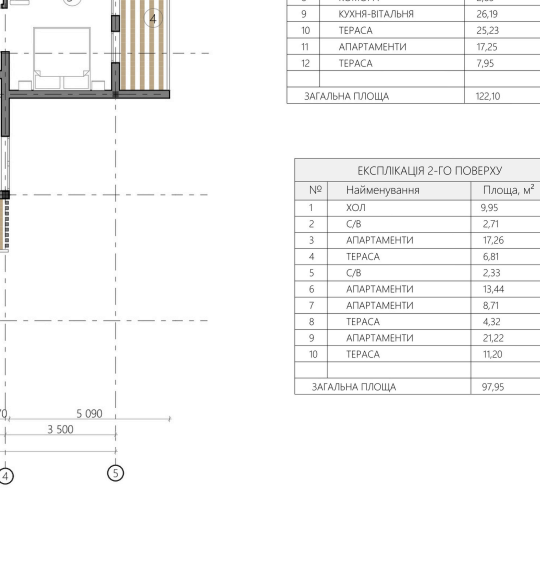 9 КУХНЯ-ВІТАЛЬНЯ 26,19
10 ТЕРАСА 25,23
11 АПАРТАМЕНТИ 17,25
12 ТЕРАСА 7,95
ЗАГАЛЬНА ПЛОЩА 122,10
4
ЕКСПЛІКАЦІЯ 2-ГО ПОВЕРХУ
№ Найменування Площа, м²
1 ХОЛ 9,95
2 С/В 2,71
3 АПАРТАМЕНТИ 17,26
4 ТЕРАСА 6,81
5 С/В 2,33
6 АПАРТАМЕНТИ 13,44
7 АПАРТАМЕНТИ 8,71
8 ТЕРАСА 4,32
9 АПАРТАМЕНТИ 21,22
10 ТЕРАСА 11,20
ЗАГАЛЬНА ПЛОЩА 97,95
5 090
3 500
4 5